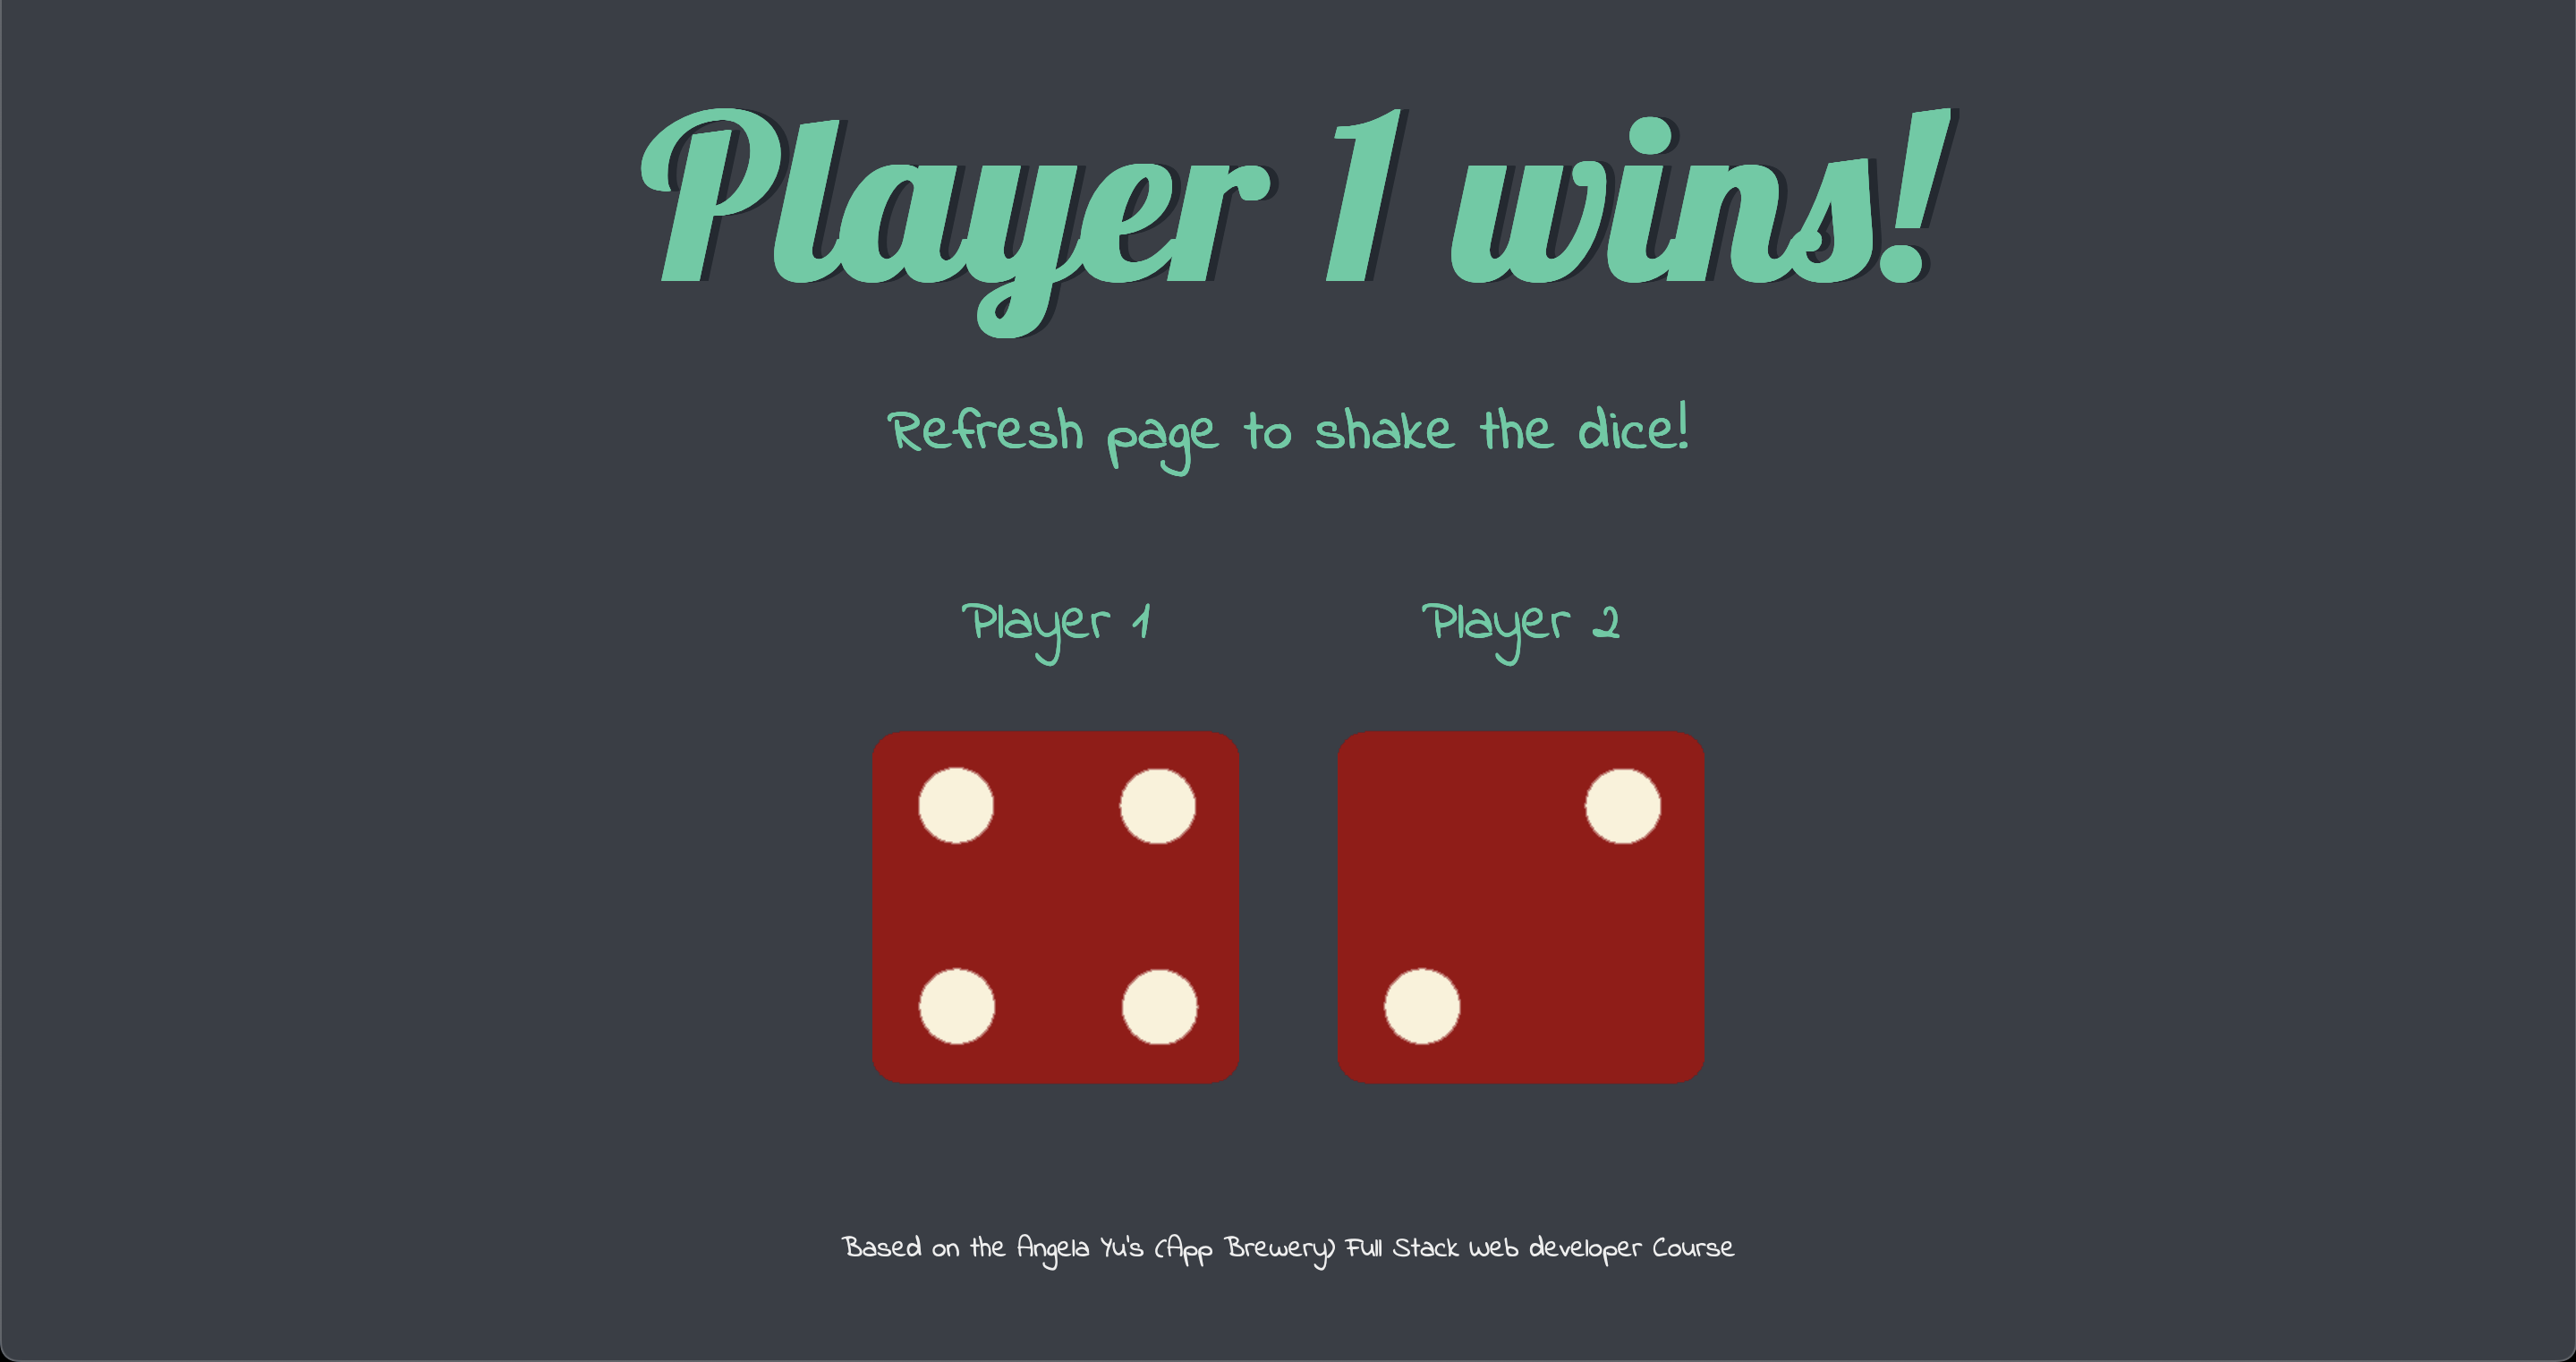 Player 1 wins!
Refresh page to shake the dice!
Player 1 Player 2
Based on the Angela Yu's (App Brewery) Full Stack web developer Course